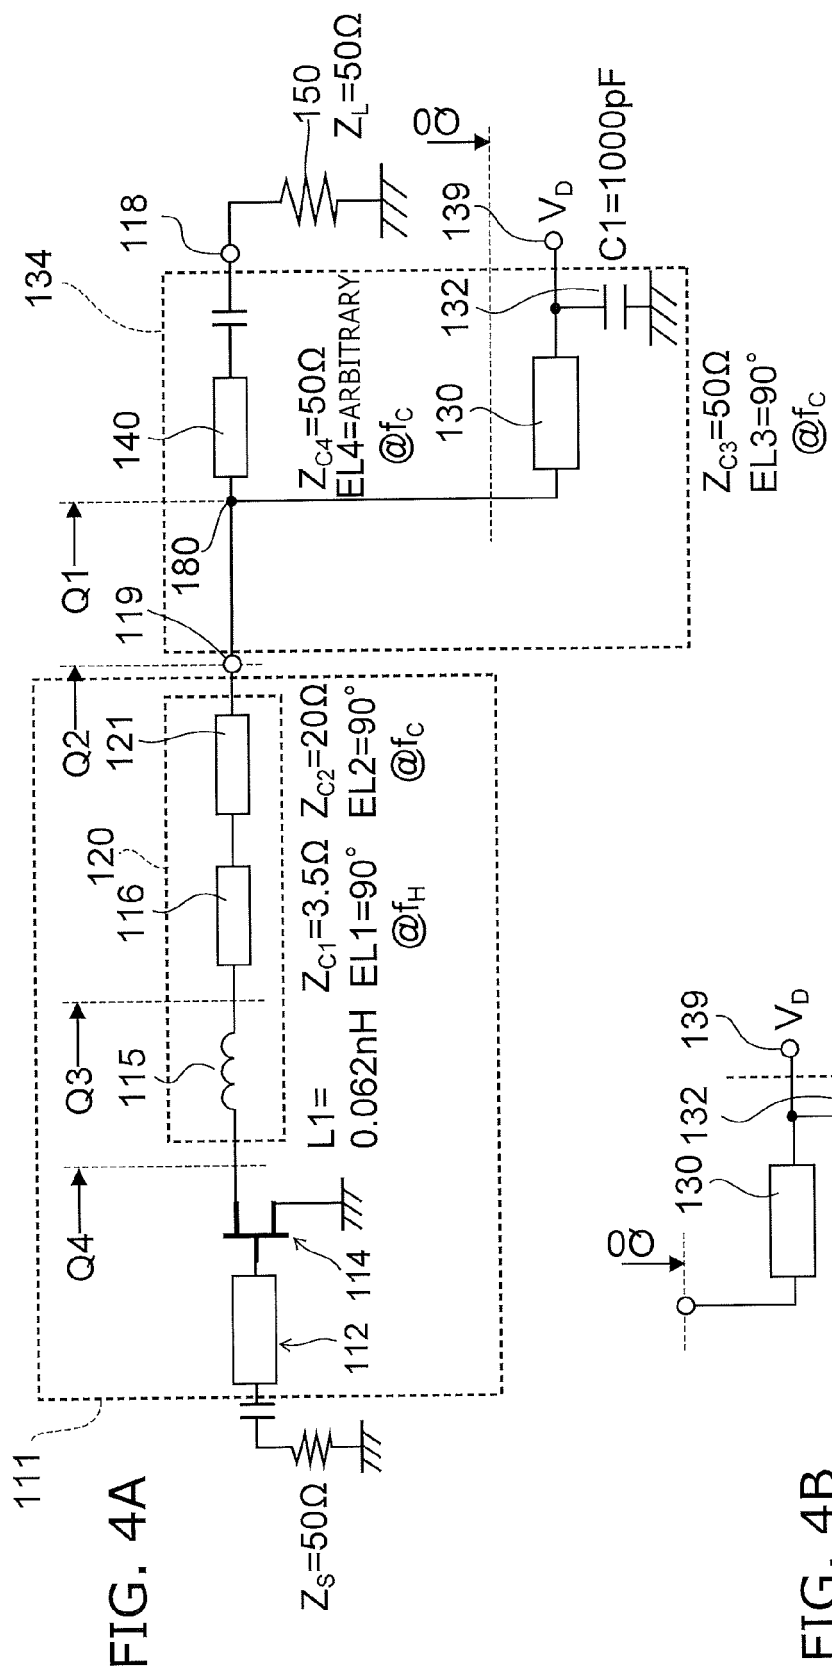 FIG. 4A
111
Z_S=50Ω
112
114
Q4
Q3
115
L1=
0.062nH
120
116
Z_C1=3.5Ω
EL1=90°
@f_H
Q2
121
Z_C2=20Ω
EL2=90°
@f_C
119
Q1
180
134
140
Z_C4=50Ω
EL4=ARBITRARY
@f_C
118
150
Z_L=50Ω
Q0
130
132
139
V_D
C1=1000pF
Z_C3=50Ω
EL3=90°
@f_C
FIG. 4B
Q0
130
132
139
V_D